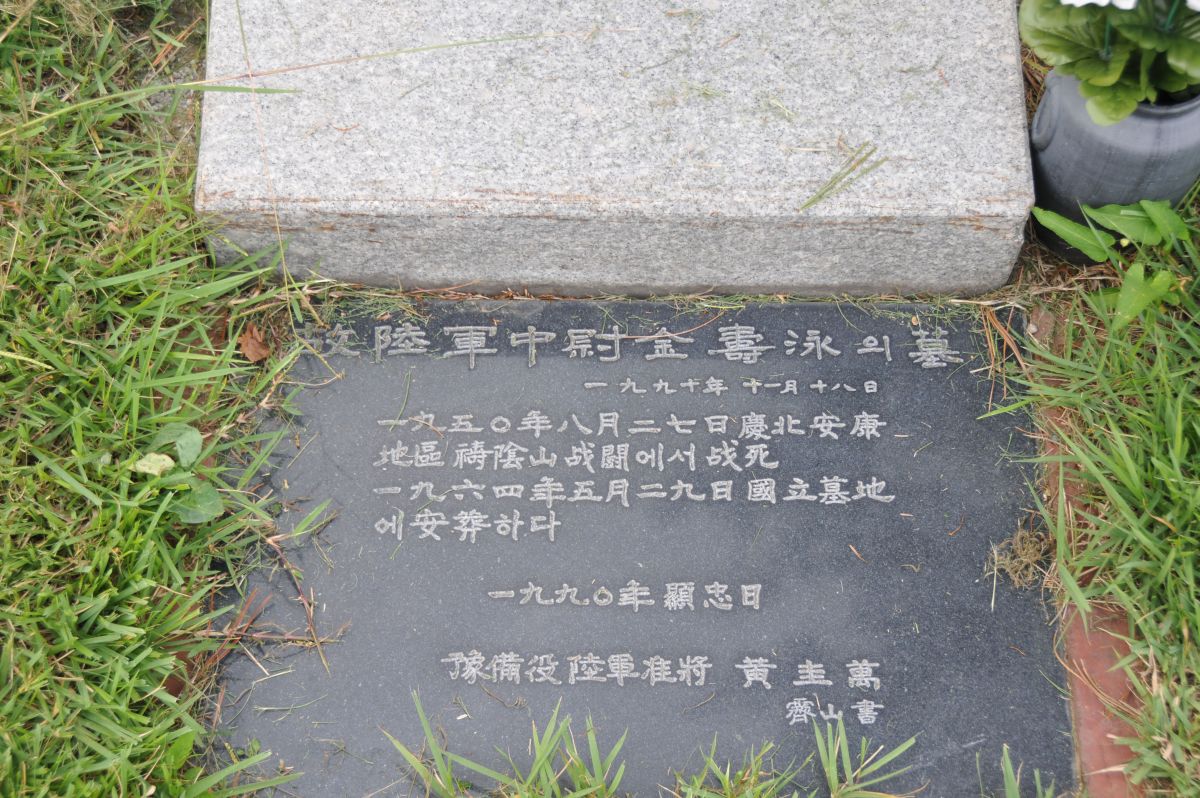 故陸軍中尉金壽泳의墓
一九九十年 十一月十八日
一九五〇年八月二七日慶北安康
地區禱陰山战闘에서战死
一九六四年五月二九日國立墓地
에安葬하다
一九九〇年顯忠日
豫備役陸軍准將 黃圭萬
齊山書